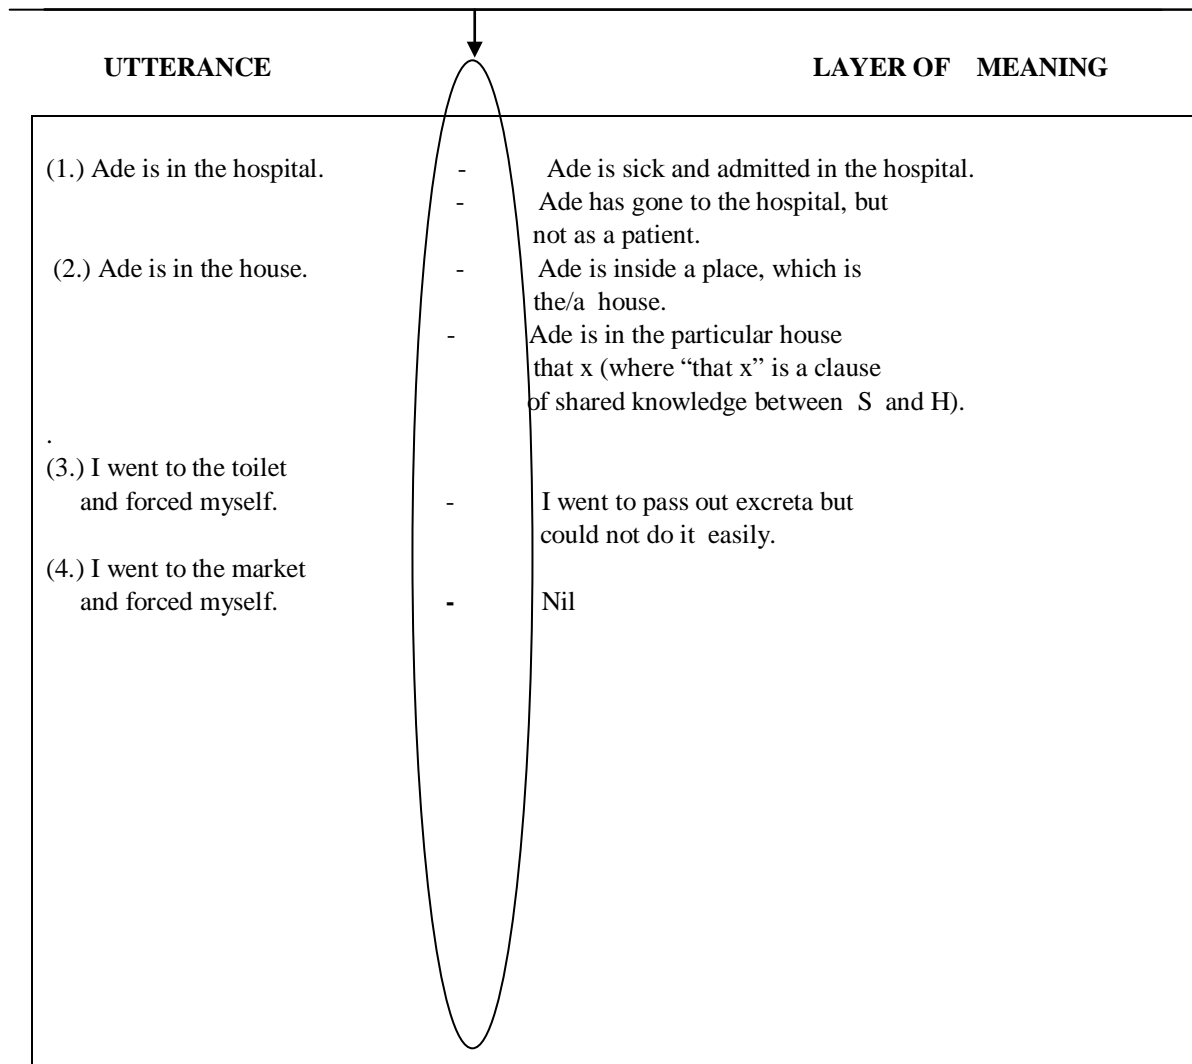 UTTERANCE LAYER OF MEANING
(1.) Ade is in the hospital. - Ade is sick and admitted in the hospital.
- Ade has gone to the hospital, but
not as a patient.
(2.) Ade is in the house. - Ade is inside a place, which is
the/a house.
- Ade is in the particular house
that x (where “that x” is a clause
of shared knowledge between S and H).
.
(3.) I went to the toilet
and forced myself. - I went to pass out excreta but
could not do it easily.
(4.) I went to the market
and forced myself. - Nil